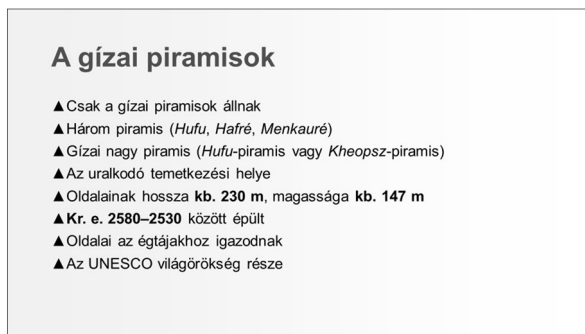 A gízai piramisok
▲Csak a gízai piramisok állnak
▲Három piramis (Hufu, Hafré, Menkauré)
▲Gízai nagy piramis (Hufu-piramis vagy Kheopsz-piramis)
▲Az uralkodó temetkezési helye
▲Oldalainak hossza kb. 230 m, magassága kb. 147 m
▲Kr. e. 2580–2530 között épült
▲Oldalai az égtájakhoz igazodnak
▲Az UNESCO világörökség része